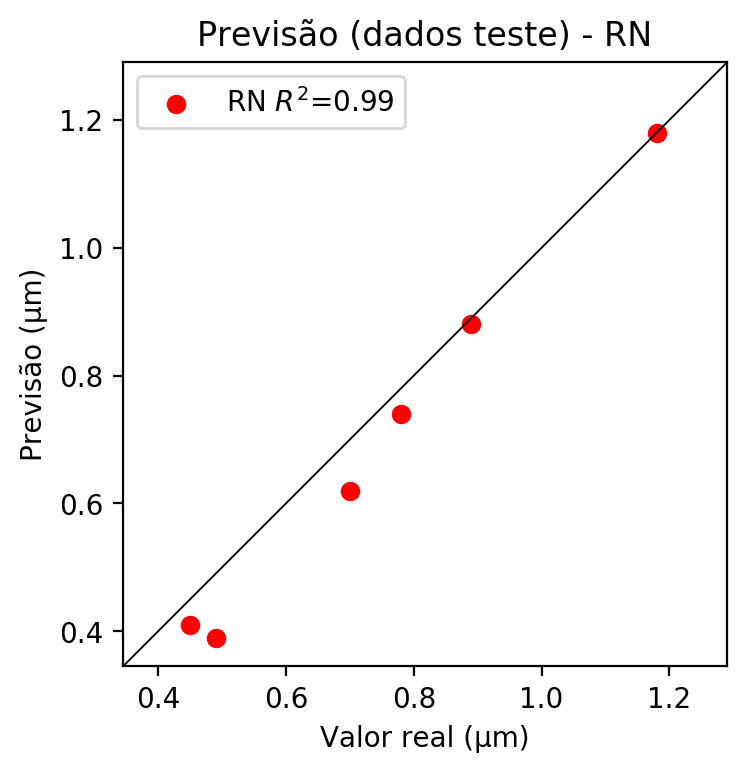 Previsão (dados teste) - RN
RN R²=0.99
1.2
1.0
0.8
0.6
0.4
Previsão (µm)
0.4 0.6 0.8 1.0 1.2
Valor real (µm)